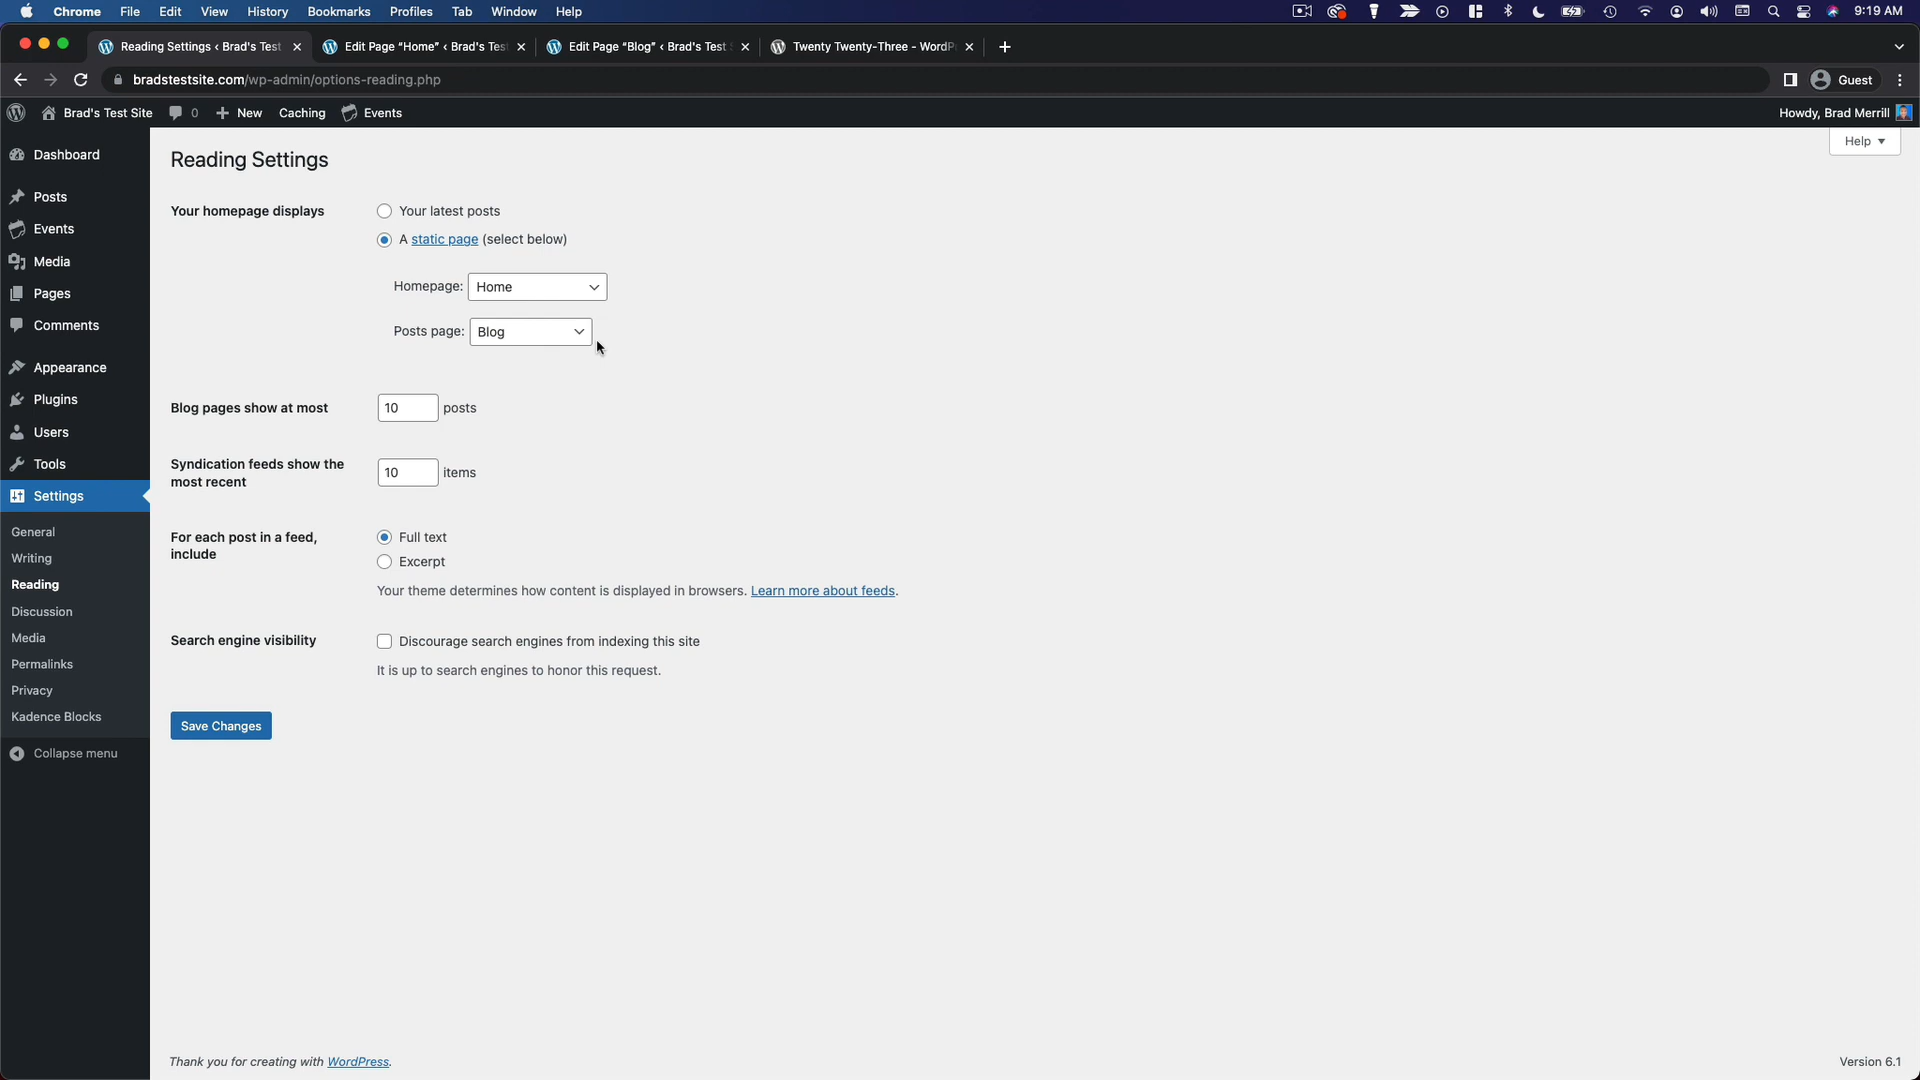 Chrome File Edit View History Bookmarks Profiles Tab Window Help 9:19 AM
Reading Settings ‹ Brad's Test Edit Page “Home” ‹ Brad's Tes Edit Page “Blog” ‹ Brad's Test Twenty Twenty-Three - WordP
bradstestsite.com/wp-admin/options-reading.php Guest
Brad's Test Site 0 New Caching Events Howdy, Brad Merrill
Help
Dashboard
Posts
Events
Media
Pages
Comments
Appearance
Plugins
Users
Tools
Settings
General
Writing
Reading
Discussion
Media
Permalinks
Privacy
Kadence Blocks
Collapse menu
Reading Settings
Your homepage displays Your latest posts
A static page (select below)
Homepage: Home
Posts page: Blog
Blog pages show at most 10 posts
Syndication feeds show the most recent 10 items
For each post in a feed, include Full text
Excerpt
Your theme determines how content is displayed in browsers. Learn more about feeds.
Search engine visibility Discourage search engines from indexing this site
It is up to search engines to honor this request.
Save Changes
Thank you for creating with WordPress. Version 6.1